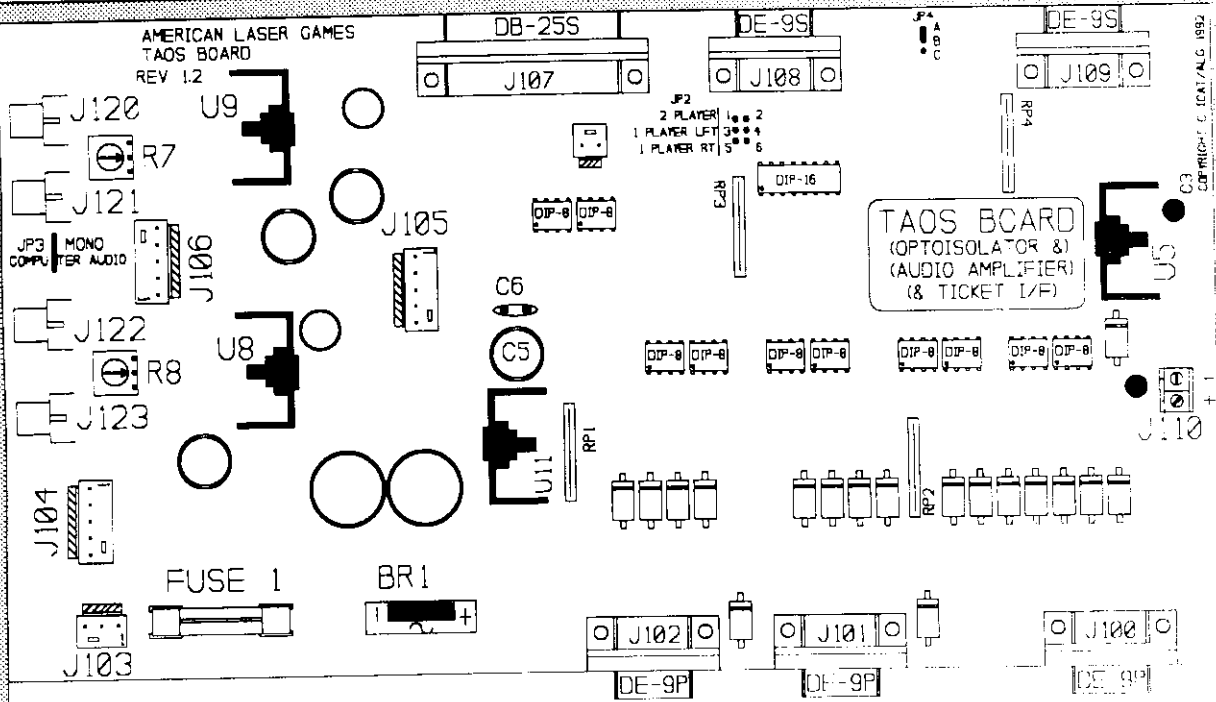 AMERICAN LASER GAMES
TAOS BOARD
REV 1.2
DB-25S
J107
DE-9S
J108
JP4
A
B
C
DE-9S
J109
J120
R7
J121
U9
JP2
2 PLAYER 1 2
1 PLAYER LFT 3 4
1 PLAYER RT 5 6
RP4
RP3
DIP-16
DIP-8 DIP-8
C3
JP3 MONO
COMPUTER AUDIO
J106
J105
TAOS BOARD
(OPTOISOLATOR &)
(AUDIO AMPLIFIER)
(& TICKET I/F)
U5
C6
C5
J122
R8
J123
U8
DIP-8 DIP-8 DIP-8 DIP-8 DIP-8 DIP-8 DIP-8 DIP-8
+ -
J110
U11
RP1
RP2
J104
FUSE 1
BR1
- +
J103
J102
DE-9P
J101
DE-9P
J100
DE-9P